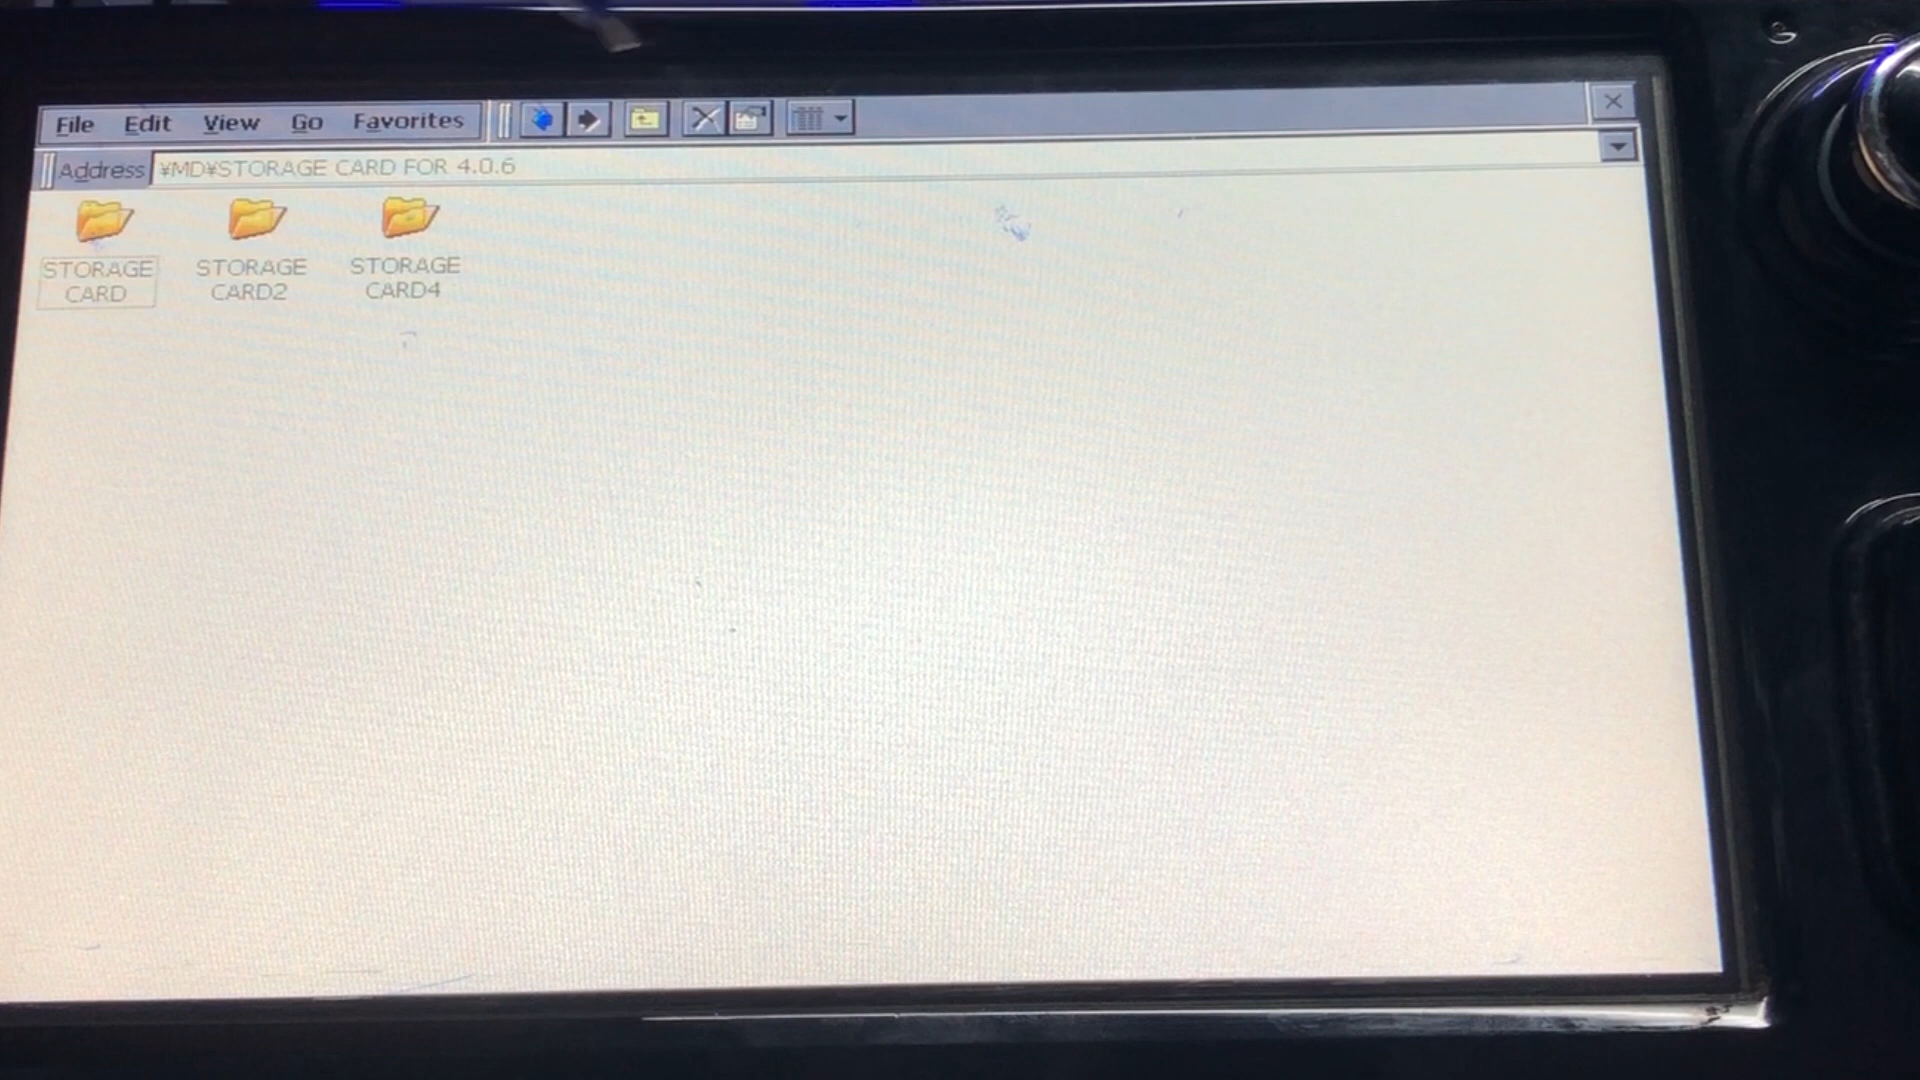 File Edit View Go Favorites
Address ¥MD¥STORAGE CARD FOR 4.0.6
STORAGE CARD
STORAGE CARD2
STORAGE CARD4